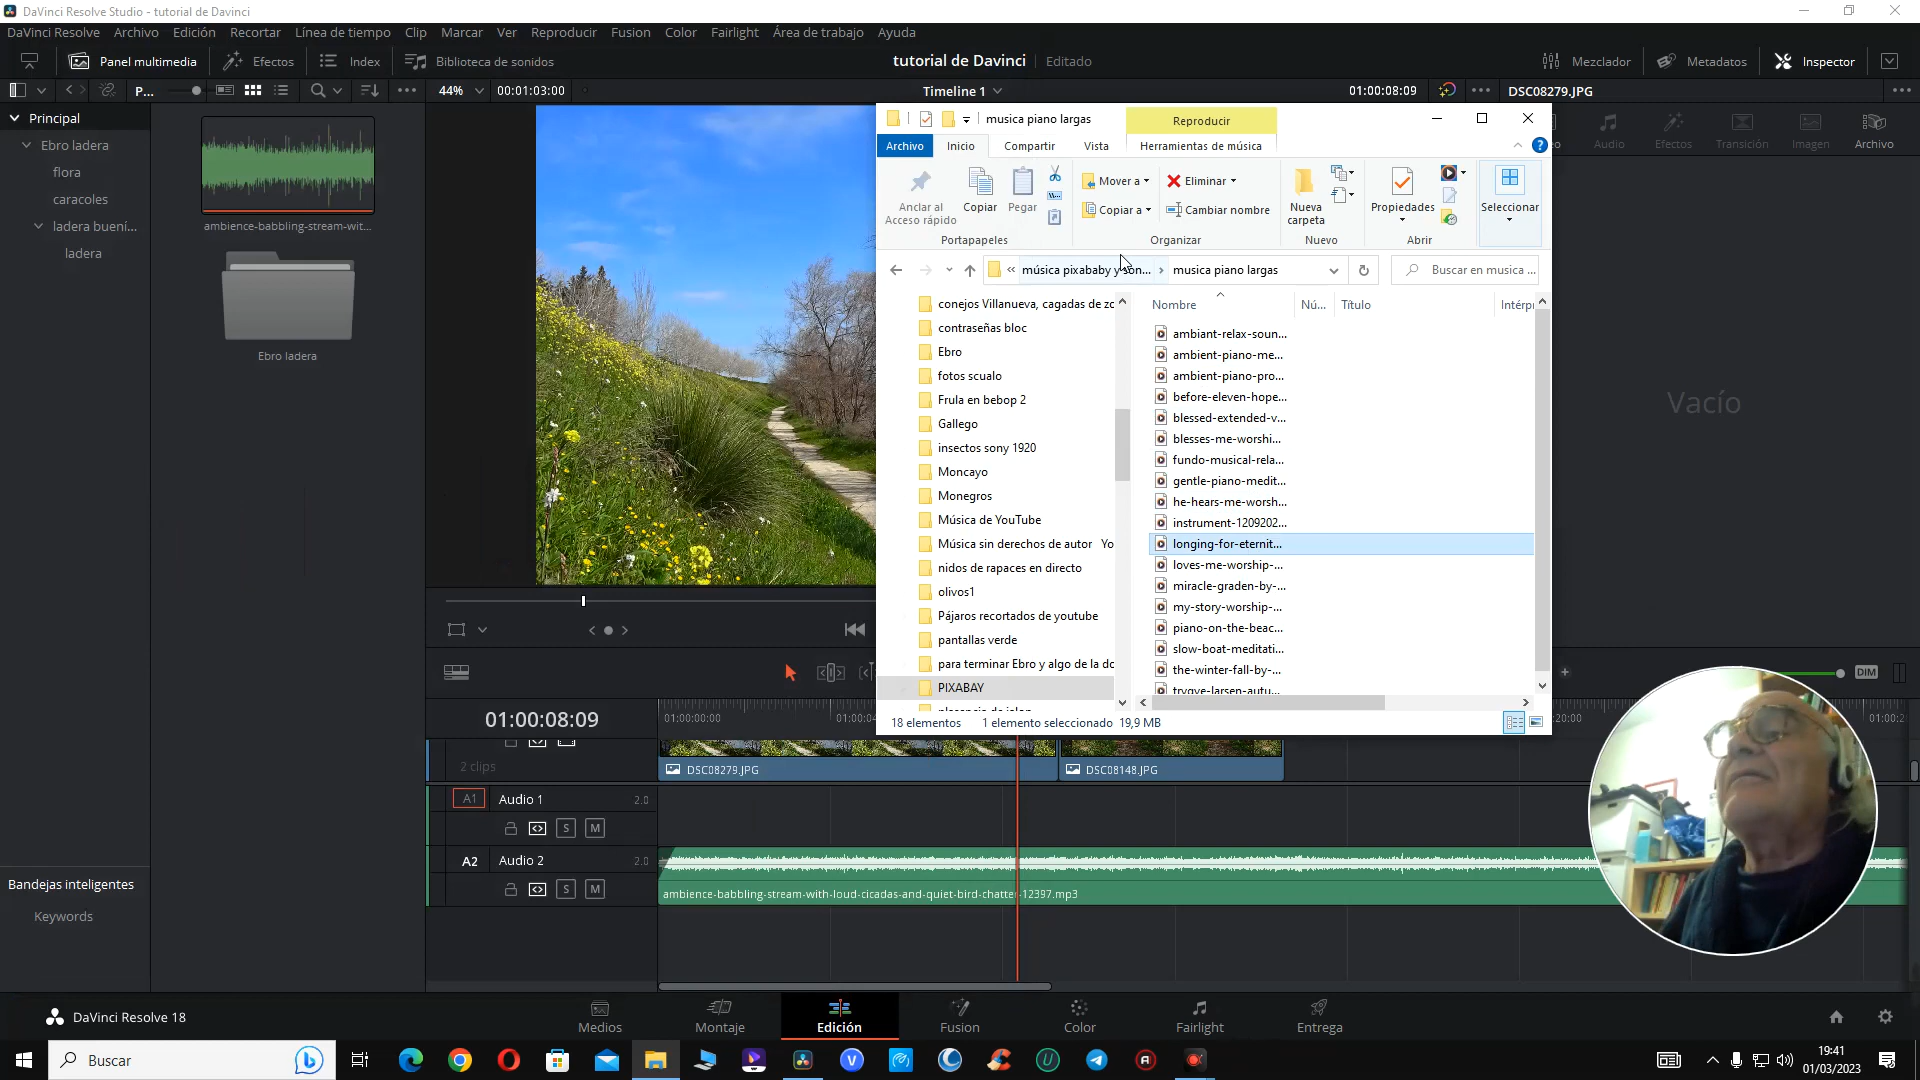 DaVinci Resolve Studio - tutorial de Davinci
DaVinci Resolve Archivo Edición Recortar Línea de tiempo Clip Marcar Ver Reproducir Fusion Color Fairlight Área de trabajo Ayuda
Panel multimedia Efectos Index Biblioteca de sonidos tutorial de Davinci Editado Mezclador Metadatos Inspector
P... 44% 00:01:03:00 Timeline 1 01:00:08:09 DSC08279.JPG
Principal
Ebro ladera
flora
caracoles
ladera bueni...
ladera
Bandejas inteligentes
Keywords
ambience-babbling-stream-wit...
Ebro ladera
musica piano largas Reproducir
Archivo Inicio Compartir Vista Herramientas de música
Anclar al
Acceso rápido
Copiar
Pegar
Mover a
Copiar a
Eliminar
Cambiar nombre
Nueva
carpeta
Propiedades
Seleccionar
Portapapeles Organizar Nuevo Abrir
« musica piano largas Buscar en musica ...
conejos Villanueva, cagadas de zo
contraseñas bloc
Ebro
fotos scualo
Frula en bebop 2
Gallego
insectos sony 1920
Moncayo
Monegros
Música de YouTube
Música sin derechos de autor Yo
nidos de rapaces en directo
olivos1
Pájaros recortados de youtube
pantallas verde
para terminar Ebro y algo de la do
PIXABAY
Nombre Nú... Título Intérpr
ambiant-relax-soun...
ambient-piano-me...
ambient-piano-pro...
before-eleven-hope...
blessed-extended-v...
blesses-me-worshi...
fundo-musical-rela...
gentle-piano-medit...
he-hears-me-worsh...
instrument-1209202...
longing-for-eternit...
loves-me-worship-...
miracle-graden-by-...
my-story-worship-...
piano-on-the-beac...
slow-boat-meditati...
the-winter-fall-by-...
trygve-larsen-autu...
18 elementos 1 elemento seleccionado 19,9 MB
Audio Efectos Transición Imagen Archivo
Vacío
DIM
01:00:08:09 01:00:00:00
2 clips
DSC08279.JPG DSC08148.JPG
A1 Audio 1 2.0
S M
A2 Audio 2 2.0
S M
ambience-babbling-stream-with-loud-cicadas-and-quiet-bird-chatter-12397.mp3
DaVinci Resolve 18 Medios Montaje Edición Fusion Color Fairlight Entrega
Buscar
19:41
01/03/2023